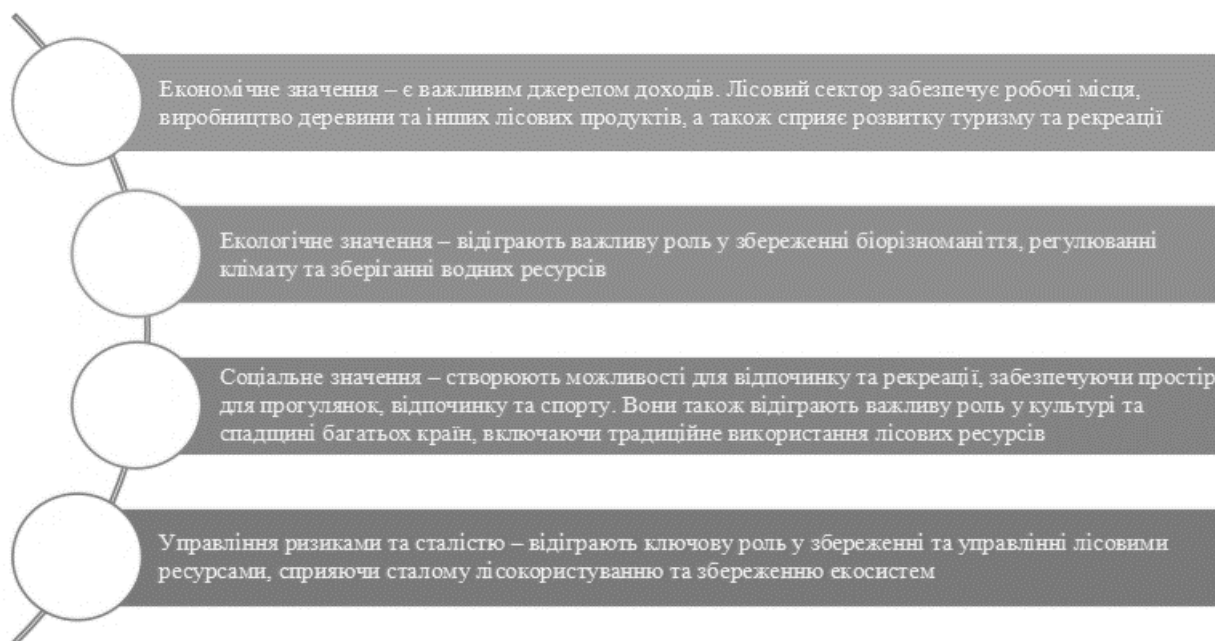 Економічне значення – є важливим джерелом доходів. Лісовий сектор забезпечує робочі місця,
виробництво деревини та інших лісових продуктів, а також сприяє розвитку туризму та рекреації
Екологічне значення – відіграють важливу роль у збереженні біорізноманіття, регулюванні
клімату та зберіганні водних ресурсів
Соціальне значення – створюють можливості для відпочинку та рекреації, забезпечуючи простір
для прогулянок, відпочинку та спорту. Вони також відіграють важливу роль у культурі та
спадщині багатьох країн, включаючи традиційне використання лісових ресурсів
Управління ризиками та сталістю – відіграють ключову роль у збереженні та управлінні лісовими
ресурсами, сприяючи сталому лісокористуванню та збереженню екосистем